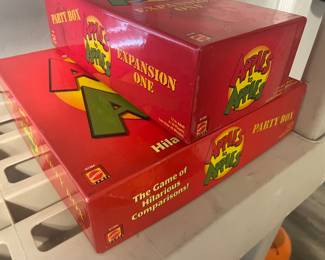 PARTY BOX
EXPANSION
ONE
APPLES
TO
APPLES
A
A
Hila
The Game of
Hilarious
Comparisons!
APPLES
TO
APPLES
PARTY BOX